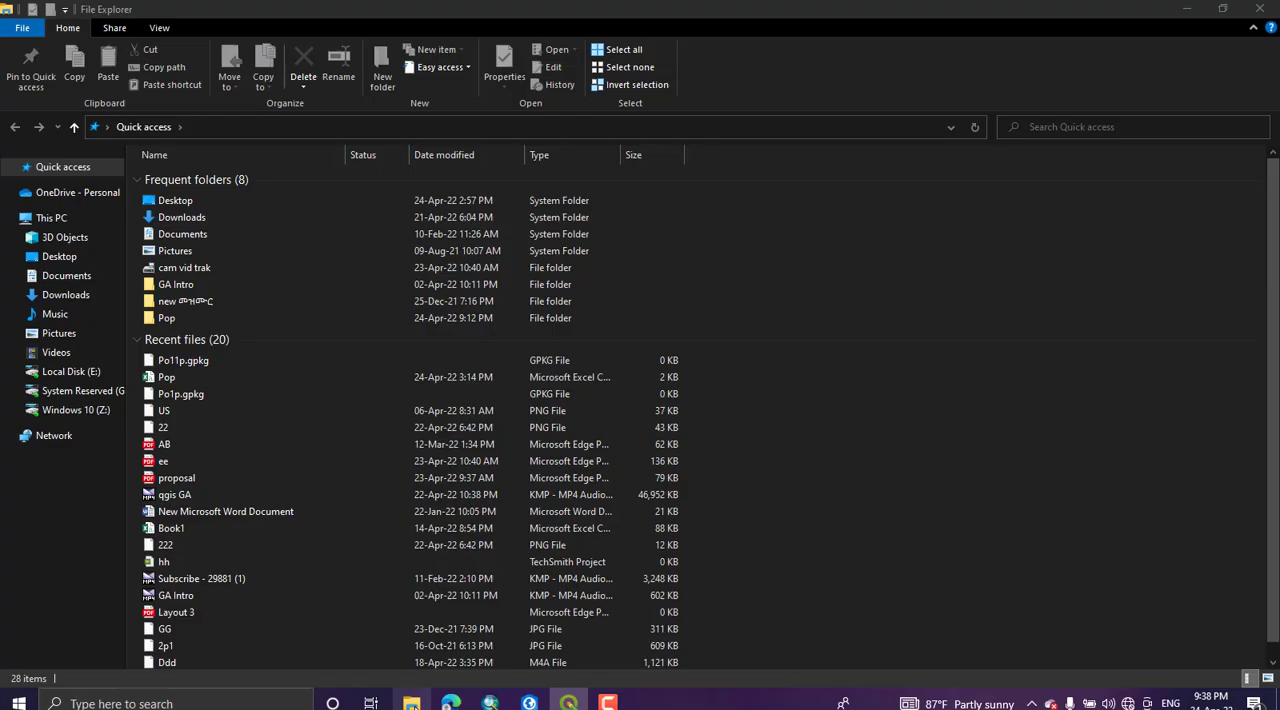 File Explorer
File Home Share View
Pin to Quick access
Copy
Paste
Cut
Copy path
Paste shortcut
Clipboard
Move to
Copy to
Delete
Rename
Organize
New folder
New item
Easy access
New
Properties
Open
Edit
History
Open
Select all
Select none
Invert selection
Select
Quick access
Search Quick access
Quick access
OneDrive - Personal
This PC
3D Objects
Desktop
Documents
Downloads
Music
Pictures
Videos
Local Disk (E:)
System Reserved (G
Windows 10 (Z:)
Network
Name Status Date modified Type Size
Frequent folders (8)
Desktop 24-Apr-22 2:57 PM System Folder
Downloads 21-Apr-22 6:04 PM System Folder
Documents 10-Feb-22 11:26 AM System Folder
Pictures 09-Aug-21 10:07 AM System Folder
cam vid trak 23-Apr-22 10:40 AM File folder
GA Intro 02-Apr-22 10:11 PM File folder
new መዝሙር 25-Dec-21 7:16 PM File folder
Pop 24-Apr-22 9:12 PM File folder
Recent files (20)
Po11p.gpkg GPKG File 0 KB
Pop 24-Apr-22 3:14 PM Microsoft Excel C... 2 KB
Po1p.gpkg GPKG File 0 KB
US 06-Apr-22 8:31 AM PNG File 37 KB
22 22-Apr-22 6:42 PM PNG File 43 KB
AB 12-Mar-22 1:34 PM Microsoft Edge P... 62 KB
ee 23-Apr-22 10:40 AM Microsoft Edge P... 136 KB
proposal 23-Apr-22 9:37 AM Microsoft Edge P... 79 KB
qgis GA 22-Apr-22 10:38 PM KMP - MP4 Audio... 46,952 KB
New Microsoft Word Document 22-Jan-22 10:05 PM Microsoft Word D... 21 KB
Book1 14-Apr-22 8:54 PM Microsoft Excel C... 88 KB
222 22-Apr-22 6:42 PM PNG File 12 KB
hh TechSmith Project 0 KB
Subscribe - 29881 (1) 11-Feb-22 2:10 PM KMP - MP4 Audio... 3,248 KB
GA Intro 02-Apr-22 10:11 PM KMP - MP4 Audio... 602 KB
Layout 3 Microsoft Edge P... 0 KB
GG 23-Dec-21 7:39 PM JPG File 311 KB
2p1 16-Oct-21 6:13 PM JPG File 609 KB
Ddd 18-Apr-22 3:35 PM M4A File 1,121 KB
28 items
Type here to search
87°F Partly sunny
ENG
9:38 PM